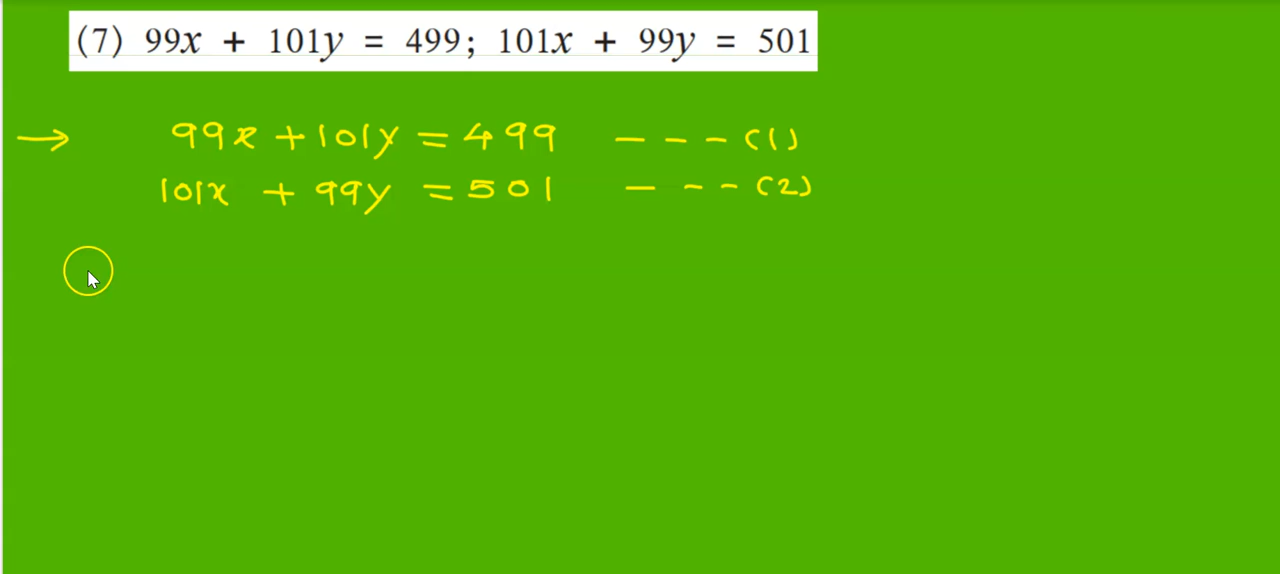 (7) 99x + 101y = 499; 101x + 99y = 501
→ 99x + 101y = 499 - - - (1)
101x + 99y = 501 - - - (2)